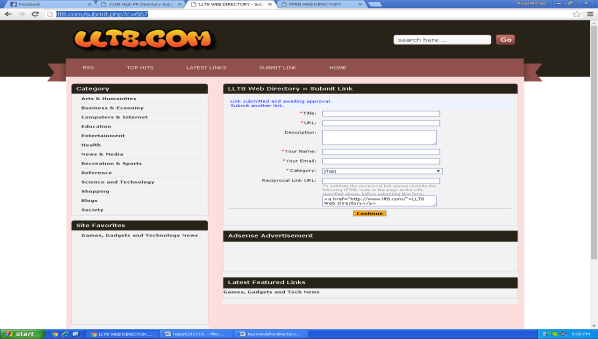 Facebook
2100 High PR Directory Sub
LLT8 WEB DIRECTORY - Sub
PPRN WEB DIRECTORY
llt8.com/submit.php?c=667
LLT8.COM
search here ...
Go
RSS
TOP HITS
LATEST LINKS
SUBMIT LINK
HOME
Category
Arts & Humanities
Business & Economy
Computers & Internet
Education
Entertainment
Health
News & Media
Recreation & Sports
Reference
Science and Technology
Shopping
Blogs
Society
Site Favorites
Games, Gadgets and Technology News
LLT8 Web Directory » Submit Link
Link submitted and awaiting approval.
Submit another link.
*Title:
*URL:
Description:
*Your Name:
*Your Email:
*Category:
[Top]
Reciprocal Link URL:
To validate the reciprocal link please include the
following HTML code in the page at the URL
specified above, before submitting this form:
<a href="http://www.llt8.com/">LLT8
Web Directory</a>
Continue
Adsense Advertisement
Latest Featured Links
Games, Gadgets and Tech News
start
LLT8 WEB DIRECTOR...
report241116. - Micr...
keywordsfordirectory...